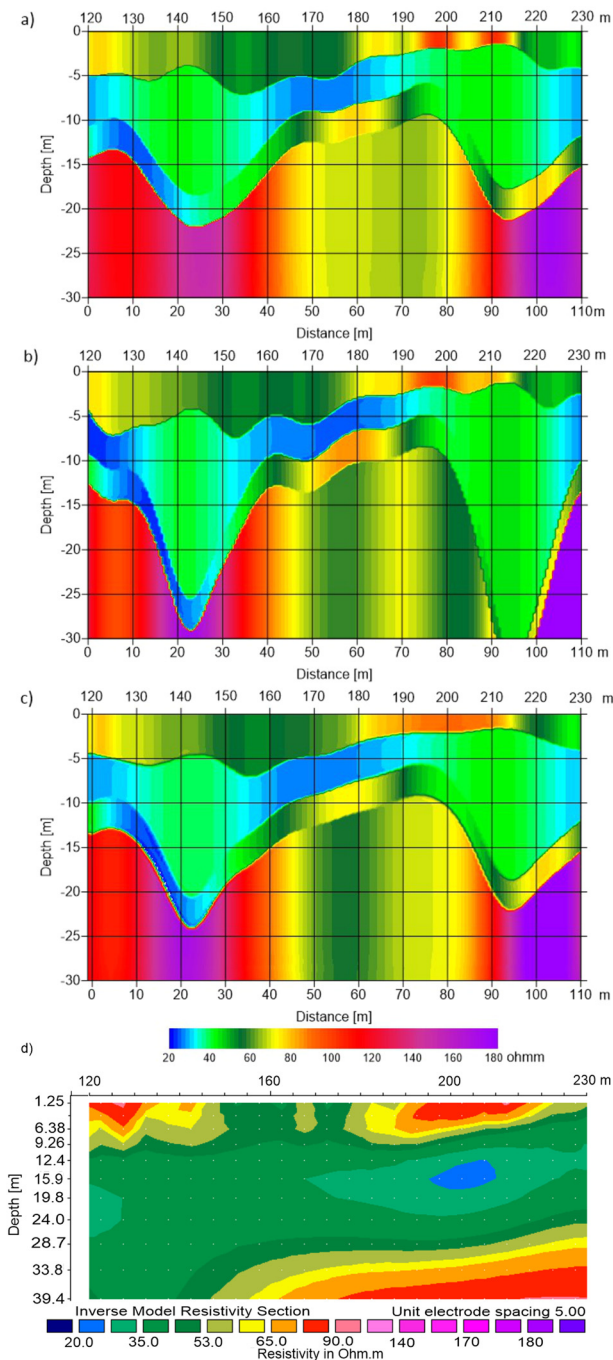 a)
120 130 140 150 160 170 180 190 200 210 220 230 m
0
-5
-10
-15
-20
-25
-30
Depth [m]
0 10 20 30 40 50 60 70 80 90 100 110m
Distance [m]
b)
120 130 140 150 160 170 180 190 200 210 220 230 m
0
-5
-10
-15
-20
-25
-30
Depth [m]
0 10 20 30 40 50 60 70 80 90 100 110 m
Distance [m]
c)
120 130 140 150 160 170 180 190 200 210 220 230 m
0
-5
-10
-15
-20
-25
-30
Depth [m]
0 10 20 30 40 50 60 70 80 90 100 110 m
Distance [m]
20 40 60 80 100 120 140 160 180 ohmm
d)
120 160 200 230 m
1.25
6.38
9.26
12.4
15.9
19.8
24.0
28.7
33.8
39.4
Depth [m]
Inverse Model Resistivity Section Unit electrode spacing 5.00
20.0 35.0 53.0 65.0 90.0 140 170 180
Resistivity in Ohm.m